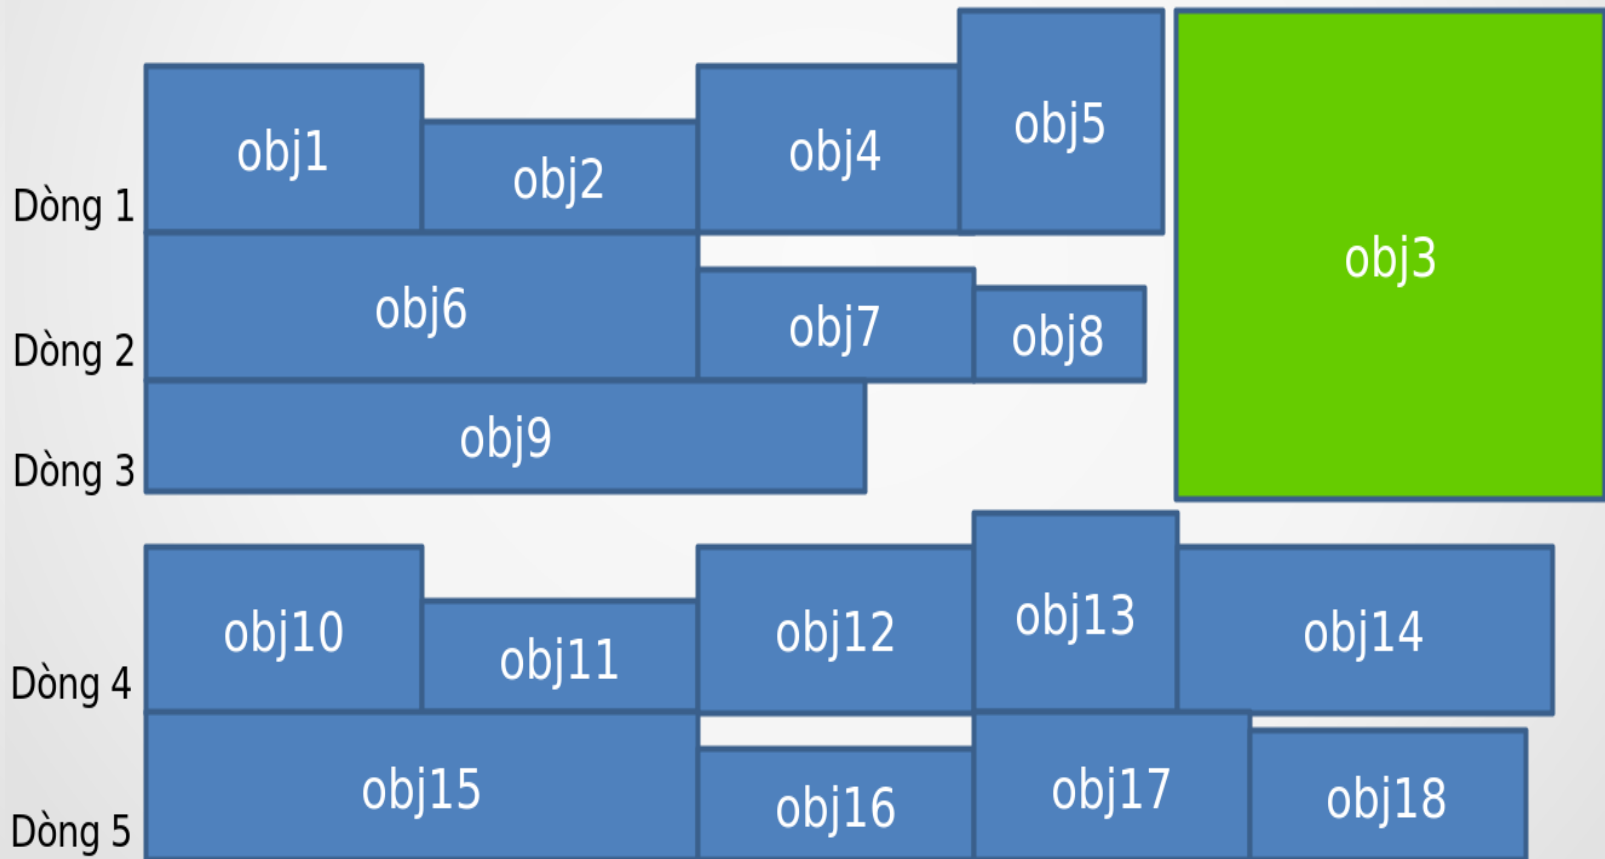 obj1 obj2 obj4 obj5 obj3
Dòng 1
obj6 obj7 obj8
Dòng 2
obj9
Dòng 3
obj10 obj11 obj12 obj13 obj14
Dòng 4
obj15 obj16 obj17 obj18
Dòng 5